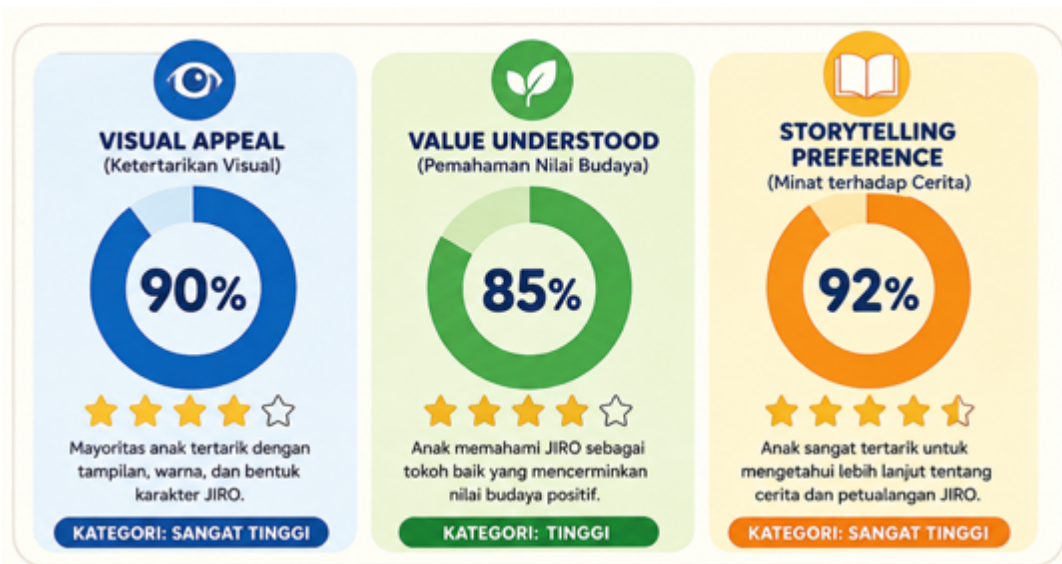 VISUAL APPEAL
(Ketertarikan Visual)
90%
Mayoritas anak tertarik dengan
tampilan, warna, dan bentuk
karakter JIRO.
KATEGORI: SANGAT TINGGI
VALUE UNDERSTOOD
(Pemahaman Nilai Budaya)
85%
Anak memahami JIRO sebagai
tokoh baik yang mencerminkan
nilai budaya positif.
KATEGORI: TINGGI
STORYTELLING
PREFERENCE
(Minat terhadap Cerita)
92%
Anak sangat tertarik untuk
mengetahui lebih lanjut tentang
cerita dan petualangan JIRO.
KATEGORI: SANGAT TINGGI